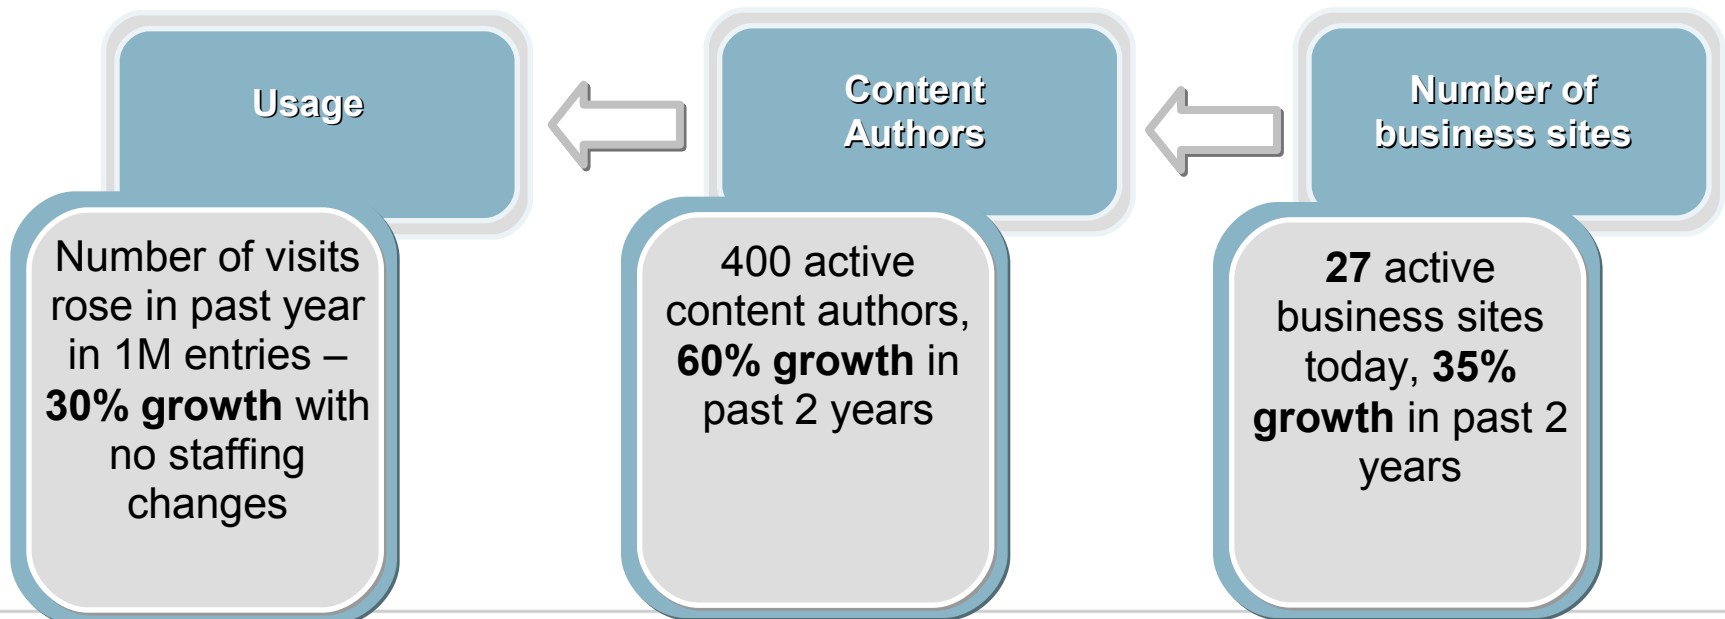 Usage
Number of visits
rose in past year
in 1M entries –
30% growth with
no staffing
changes
Content
Authors
400 active
content authors,
60% growth in
past 2 years
Number of
business sites
27 active
business sites
today, 35%
growth in past 2
years